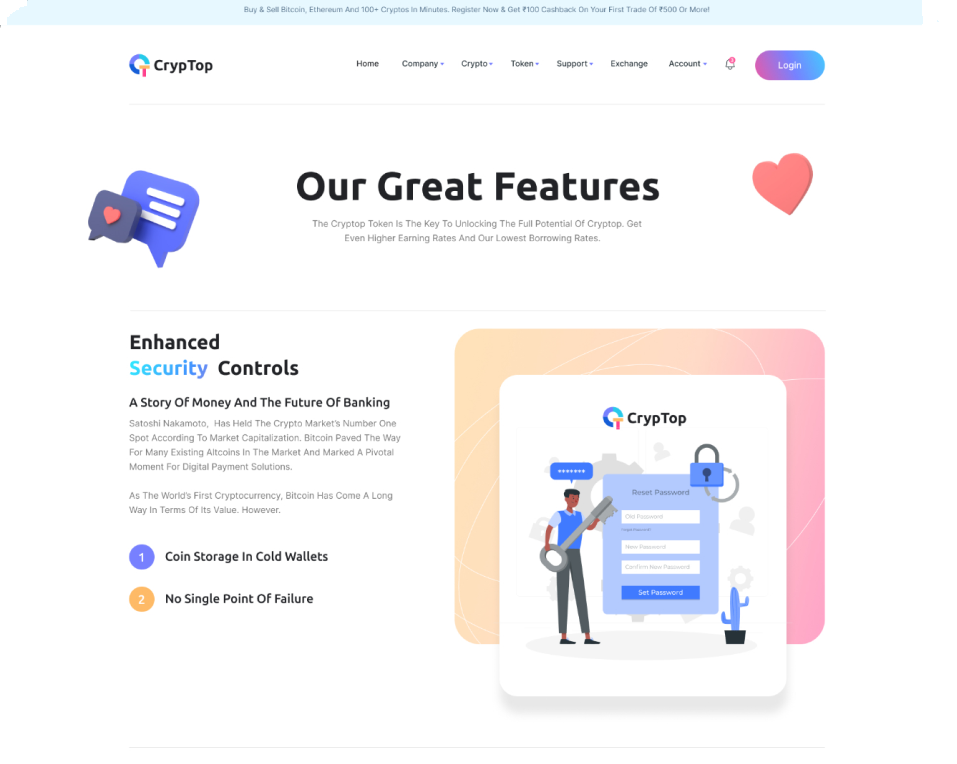 Buy & Sell Bitcoin, Ethereum And 100+ Cryptos In Minutes. Register Now & Get ₹100 Cashback On Your First Trade Of ₹500 Or More!
CrypTop
Home Company Crypto Token Support Exchange Account Login
Our Great Features
The Cryptop Token Is The Key To Unlocking The Full Potential Of Cryptop. Get
Even Higher Earning Rates And Our Lowest Borrowing Rates.
Enhanced
Security Controls
A Story Of Money And The Future Of Banking
Satoshi Nakamoto, Has Held The Crypto Market's Number One
Spot According To Market Capitalization. Bitcoin Paved The Way
For Many Existing Altcoins In The Market And Marked A Pivotal
Moment For Digital Payment Solutions.
As The World's First Cryptocurrency, Bitcoin Has Come A Long
Way In Terms Of Its Value. However.
1 Coin Storage In Cold Wallets
2 No Single Point Of Failure
CrypTop
*******
Reset Password
Old Password
New Password
Confirm New Password
Set Password